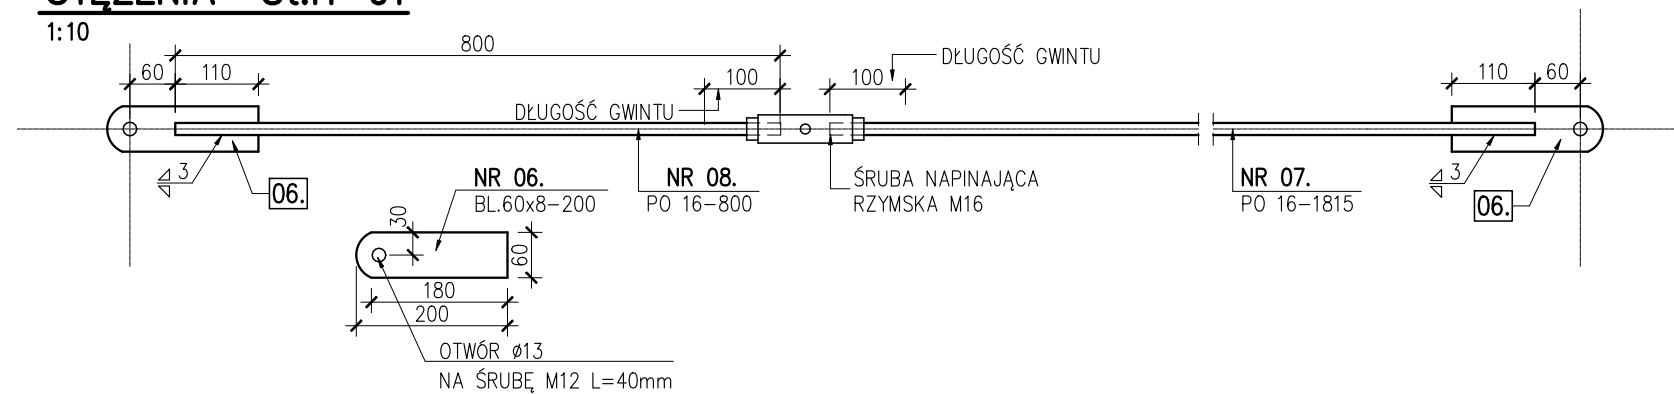 1:10
800
60
110
100
100
DŁUGOŚĆ GWINTU
110
60
DŁUGOŚĆ GWINTU
3
06.
NR 06.
BL.60x8-200
NR 08.
PO 16-800
ŚRUBA NAPINAJĄCA
RZYMSKA M16
NR 07.
PO 16-1815
3
06.
30
60
180
200
OTWÓR ø13
NA ŚRUBĘ M12 L=40mm